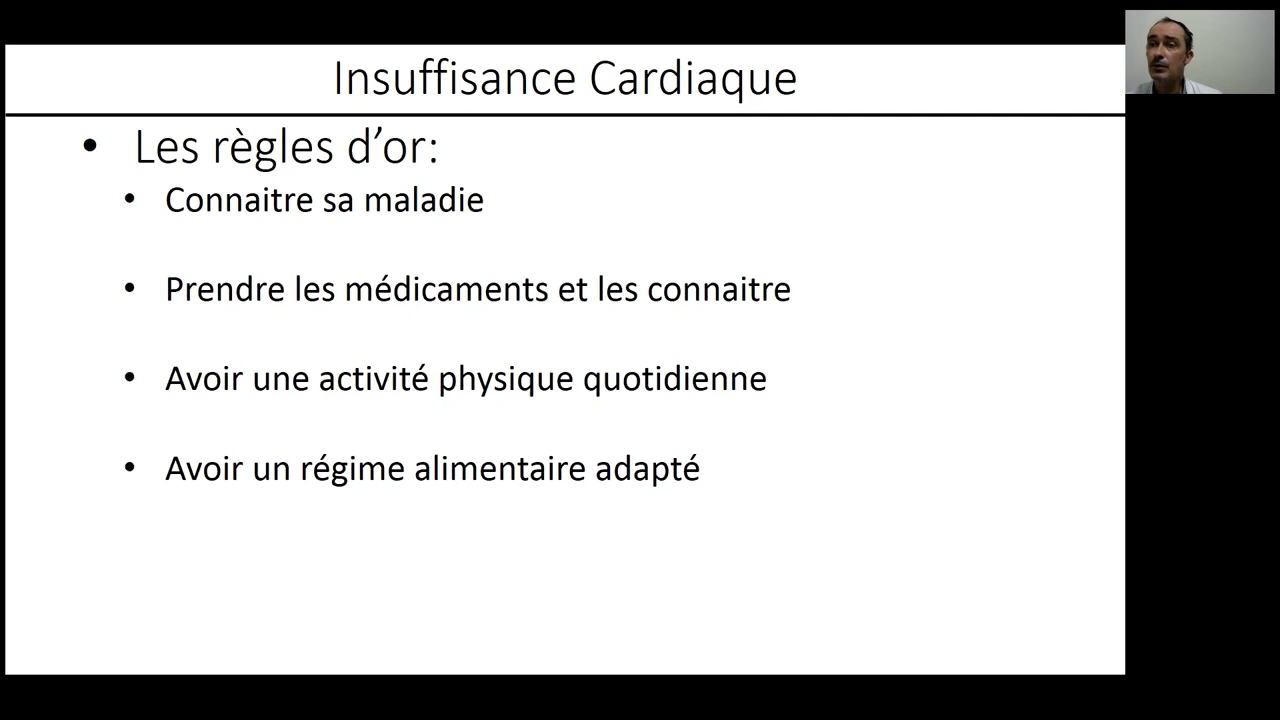 Insuffisance Cardiaque
• Les règles d’or:
• Connaitre sa maladie
• Prendre les médicaments et les connaitre
• Avoir une activité physique quotidienne
• Avoir un régime alimentaire adapté